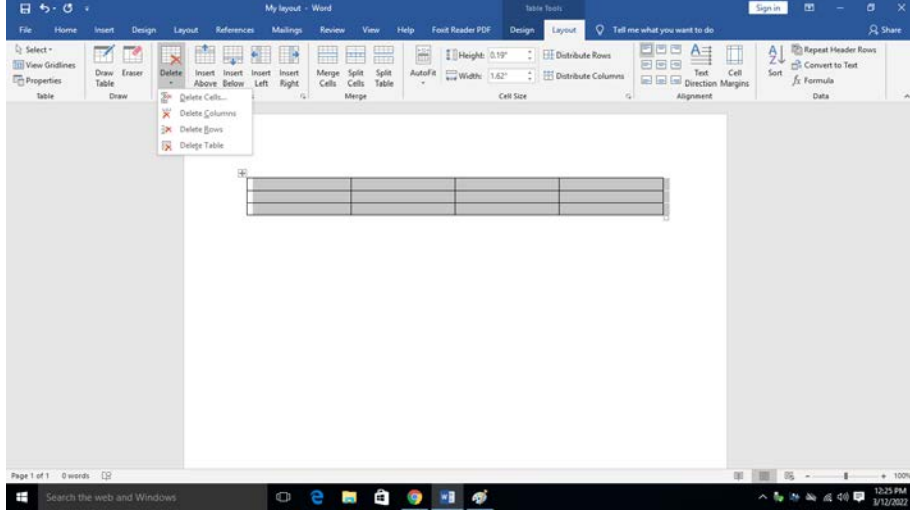 My layout - Word
Table Tools
Sign in
File Home Insert Design Layout References Mailings Review View Help Foxit Reader PDF Design Layout Tell me what you want to do Share
Select
View Gridlines
Properties
Table
Draw Table
Eraser
Draw
Delete
Insert Above
Insert Below
Insert Left
Insert Right
Merge Cells
Split Cells
Split Table
Merge
AutoFit
Height: 0.19"
Width: 1.62"
Distribute Rows
Distribute Columns
Cell Size
Text Direction
Cell Margins
Alignment
Sort
Repeat Header Rows
Convert to Text
fx Formula
Data
Delete Cells...
Delete Columns
Delete Rows
Delete Table
Page 1 of 1 0 words
100%
Search the web and Windows
12:25 PM
3/12/2022